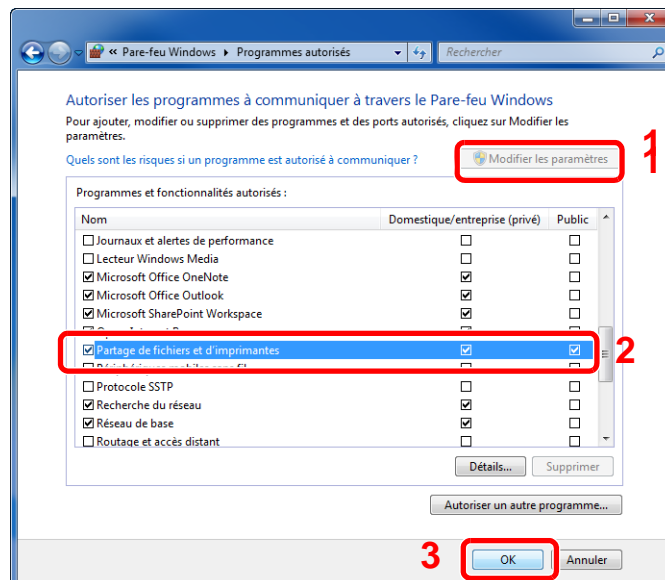 « Pare-feu Windows ▸ Programmes autorisés Rechercher
Autoriser les programmes à communiquer à travers le Pare-feu Windows
Pour ajouter, modifier ou supprimer des programmes et des ports autorisés, cliquez sur Modifier les
paramètres.
1
1
Quels sont les risques si un programme est autorisé à communiquer ? Modifier les paramètres
Programmes et fonctionnalités autorisés :
Nom Domestique/entreprise (privé) Public
Journaux et alertes de performance
Lecteur Windows Media
Microsoft Office OneNote
Microsoft Office Outlook
Microsoft SharePoint Workspace
Partage de fichiers et d'imprimantes 2
Protocole SSTP
Recherche du réseau
Réseau de base
Routage et accès distant
Détails... Supprimer
Autoriser un autre programme...
3 OK Annuler